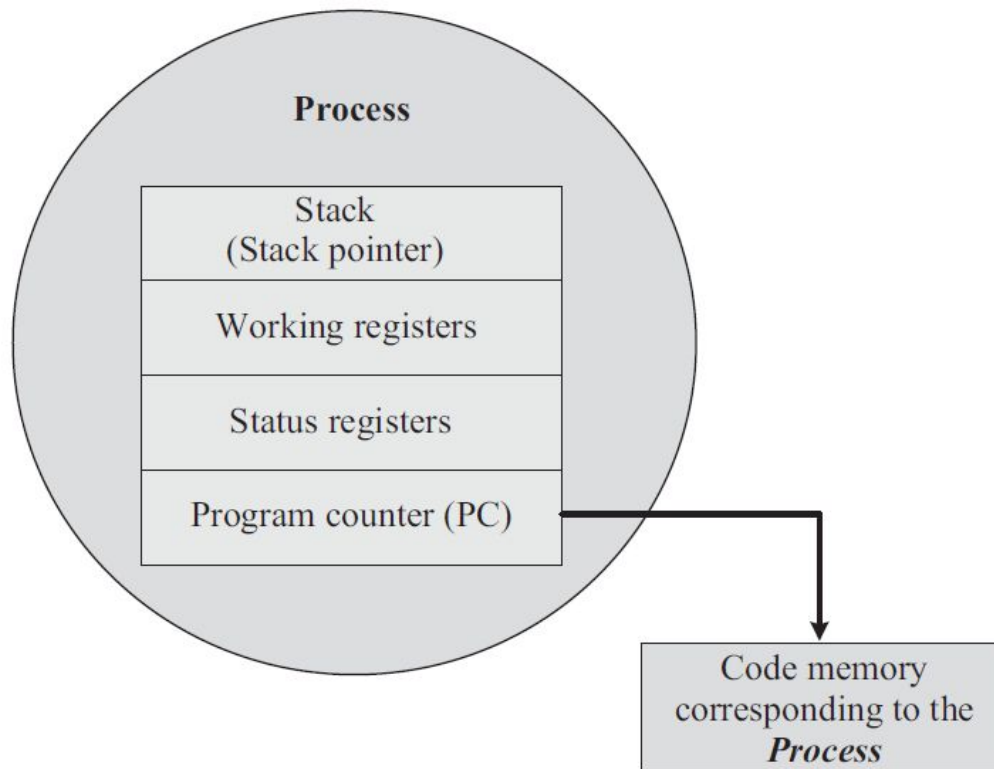 Process
Stack
(Stack pointer)
Working registers
Status registers
Program counter (PC)
Code memory
corresponding to the
Process